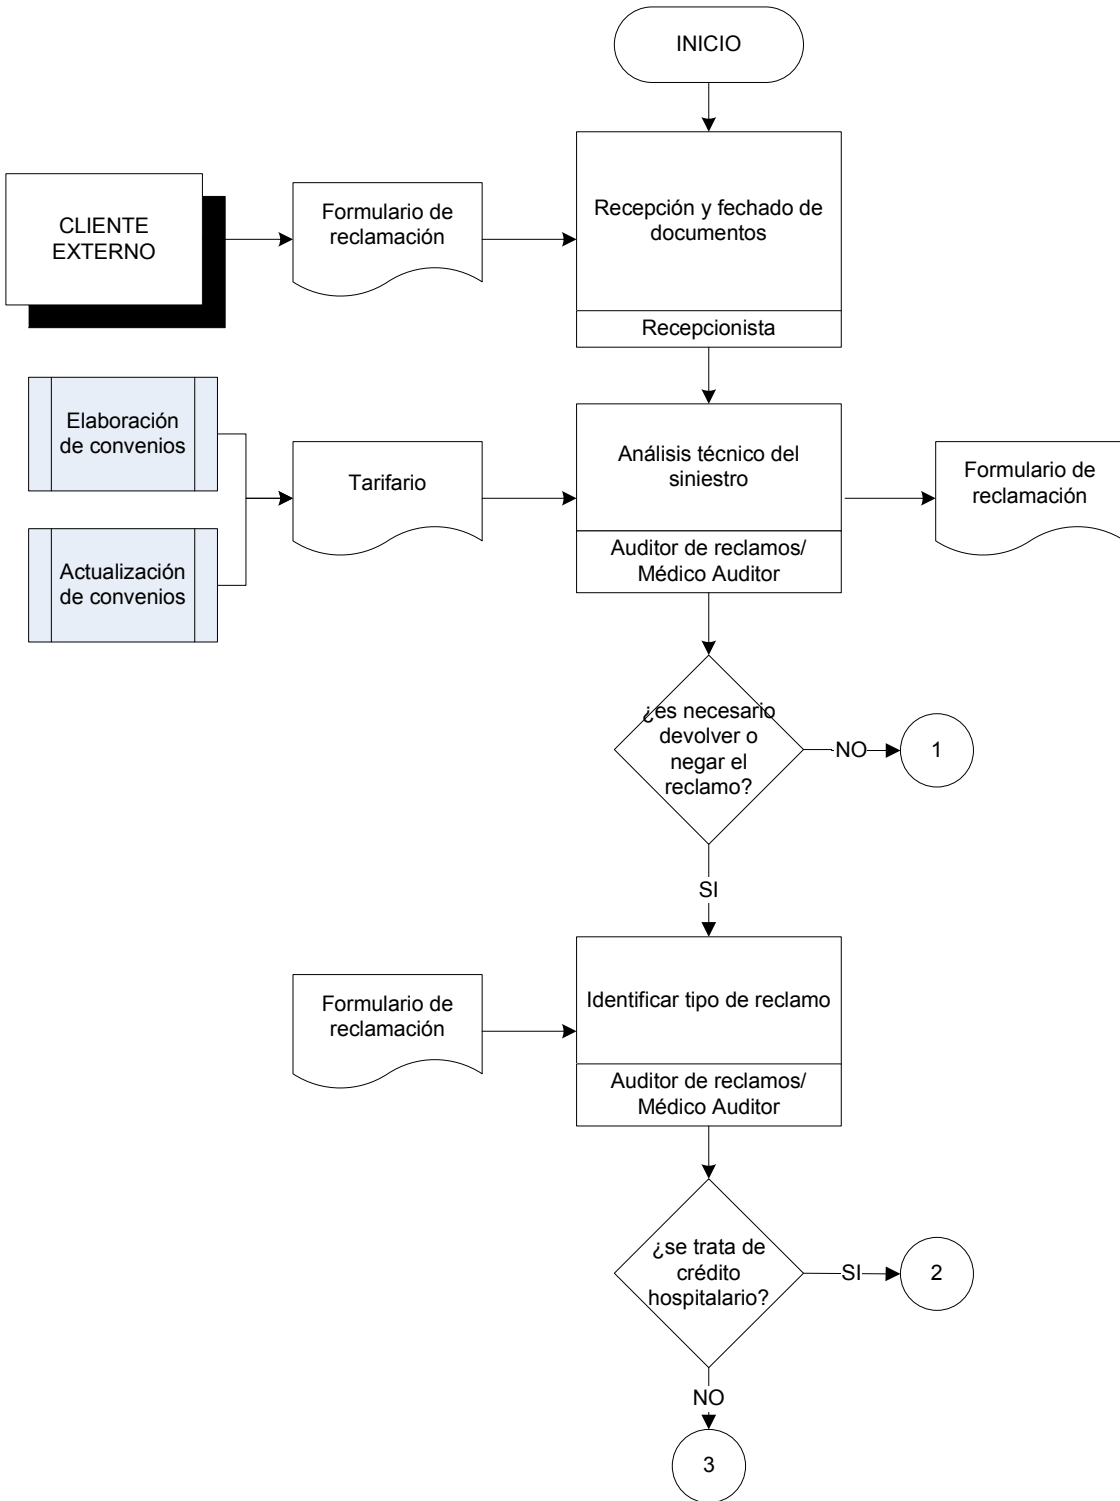 INICIO
CLIENTE
EXTERNO
Formulario de
reclamación
Recepción y fechado de
documentos
Recepcionista
Elaboración
de convenios
Actualización
de convenios
Tarifario
Análisis técnico del
siniestro
Auditor de reclamos/
Médico Auditor
Formulario de
reclamación
¿es necesario
devolver o
negar el
reclamo?
NO
1
SI
Formulario de
reclamación
Identificar tipo de reclamo
Auditor de reclamos/
Médico Auditor
¿se trata de
crédito
hospitalario?
SI
2
NO
3